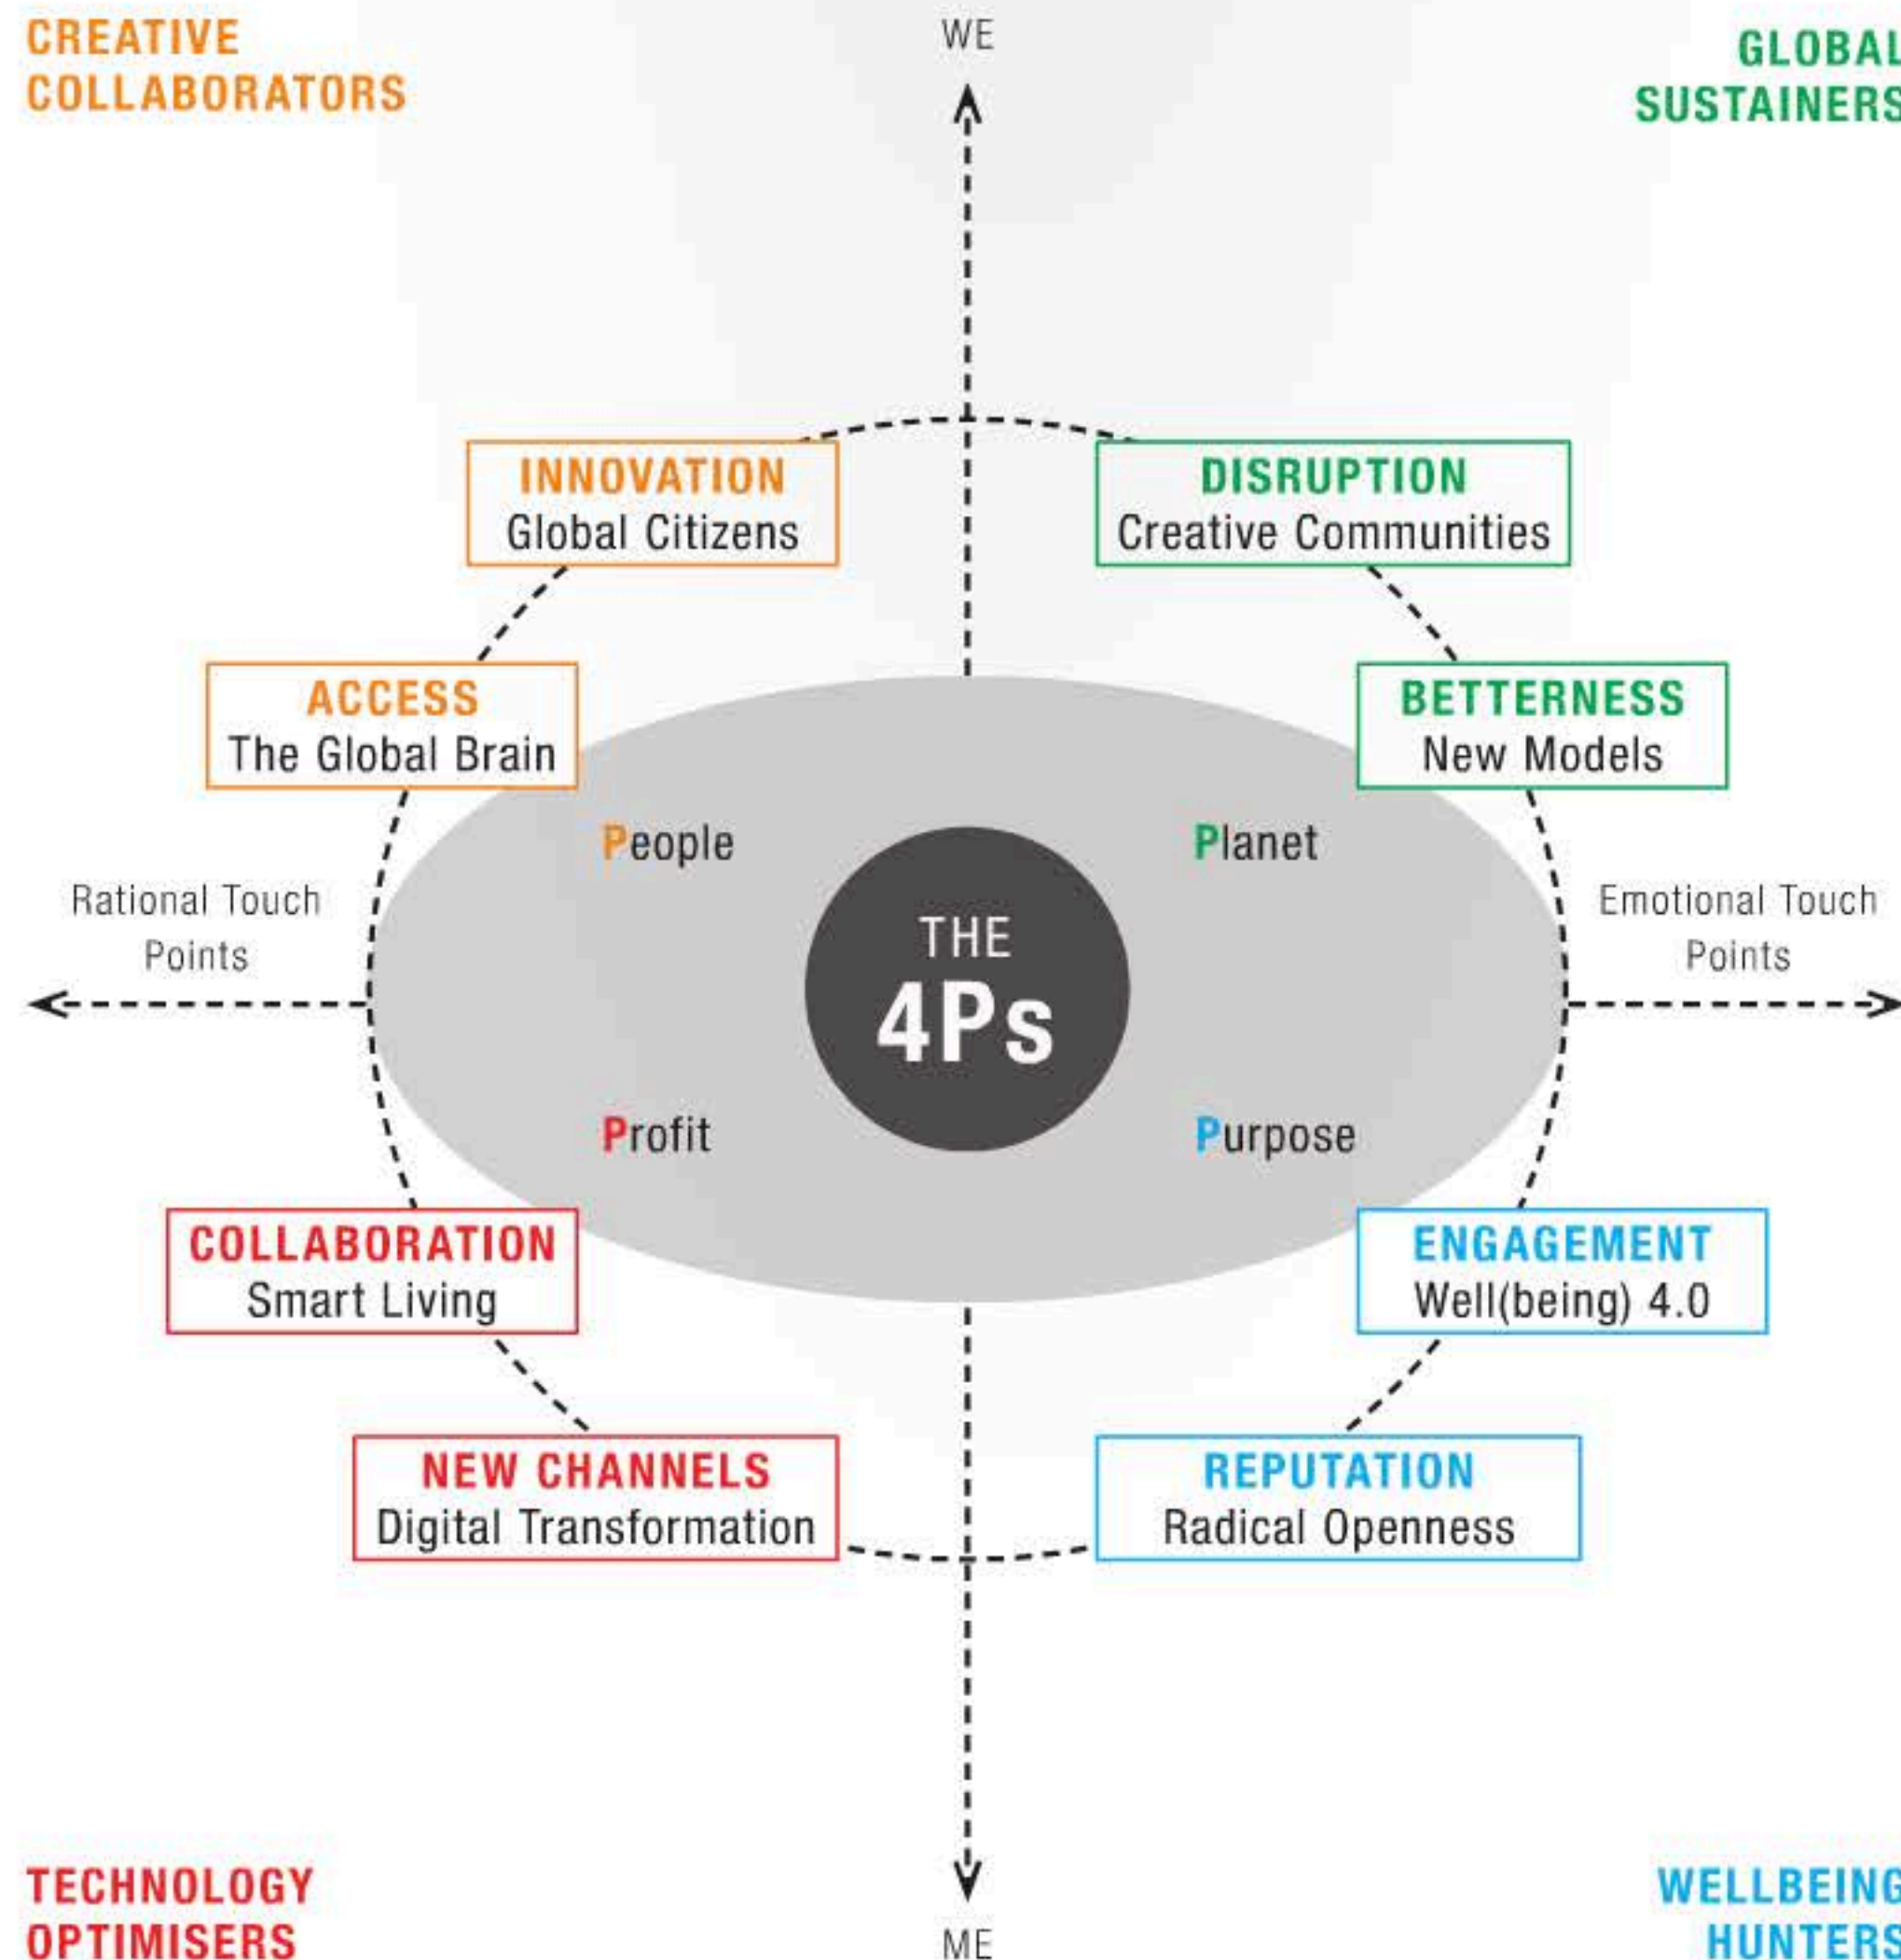 CREATIVE
COLLABORATORS
WE
GLOBAL
SUSTAINERS
INNOVATION
Global Citizens
DISRUPTION
Creative Communities
ACCESS
The Global Brain
BETTERNESS
New Models
People
Planet
Rational Touch
Points
THE
4Ps
Emotional Touch
Points
Profit
Purpose
COLLABORATION
Smart Living
ENGAGEMENT
Well(being) 4.0
NEW CHANNELS
Digital Transformation
REPUTATION
Radical Openness
TECHNOLOGY
OPTIMISERS
ME
WELLBEING
HUNTERS